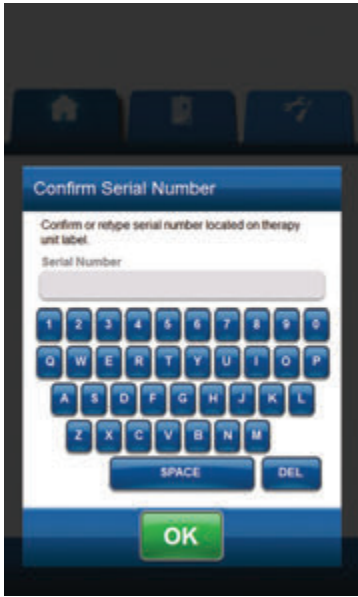 Confirm Serial Number
Confirm or retype serial number located on therapy
unit label.
Serial Number
1 2 3 4 5 6 7 8 9 0
Q W E R T Y U I O P
A S D F G H J K L
Z X C V B N M
SPACE DEL
OK